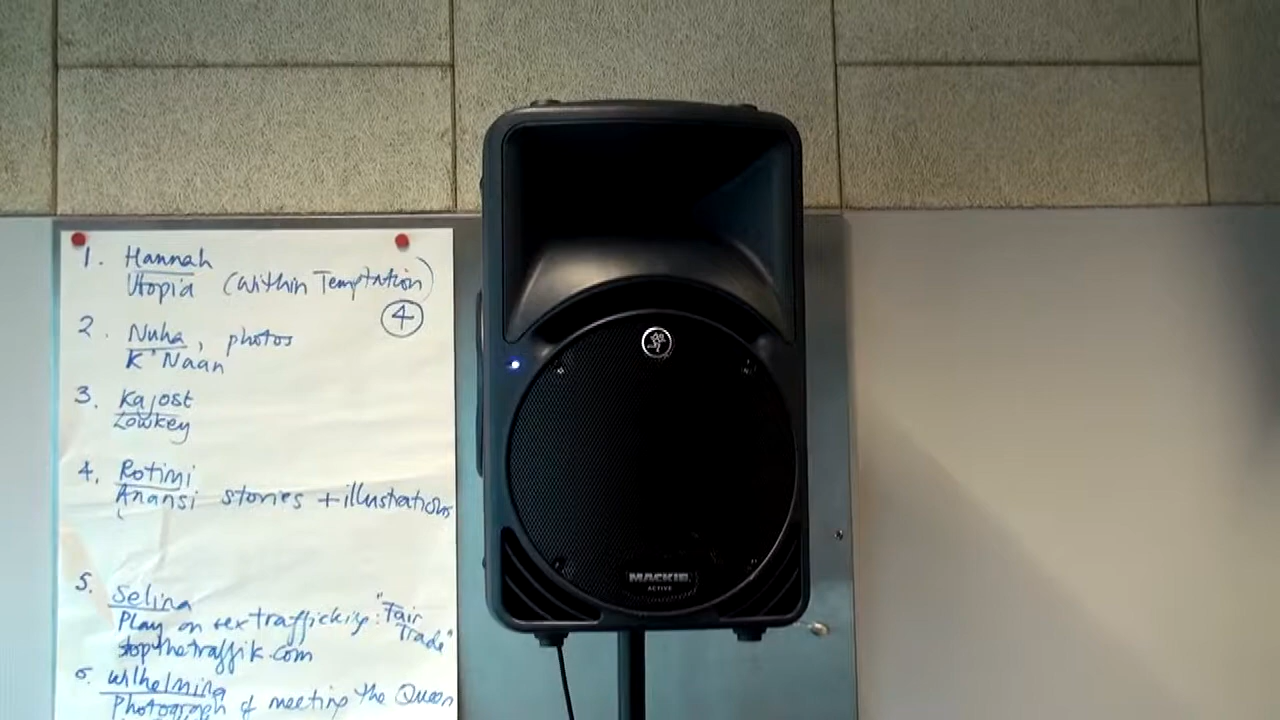 1. Hannah
Utopia (Within Temptation)
4
2. Nuha, photos
K'Naan
3. Kajost
Lowkey
4. Rotimi
Anansi stories + illustrations
5. Selina
Play on sex trafficking: "Fair Trade"
stopthetraffik.com
6. Wilhelmina
Photograph of meeting the Queen
MACKIE.
ACTIVE